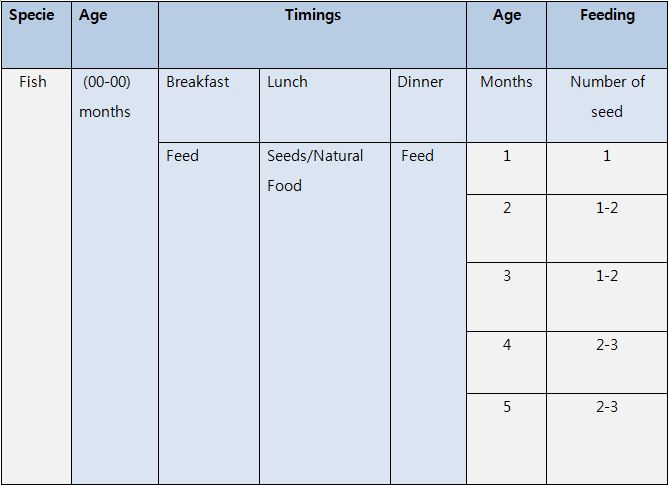 Specie Age Timings Age Feeding
Fish (00-00) Breakfast Lunch Dinner Months Number of
months seed
Feed Seeds/Natural Feed 1 1
Food
2 1-2
3 1-2
4 2-3
5 2-3